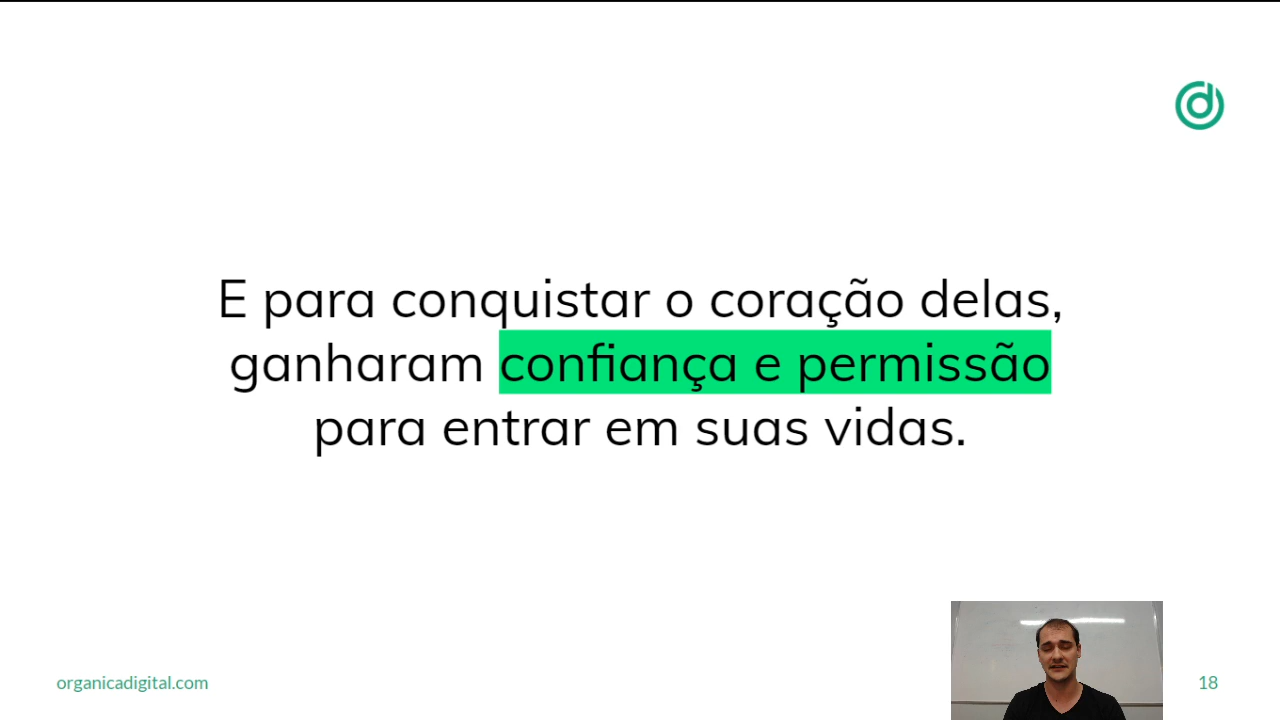 E para conquistar o coração delas,
ganharam confiança e permissão
para entrar em suas vidas.
organicadigital.com
18